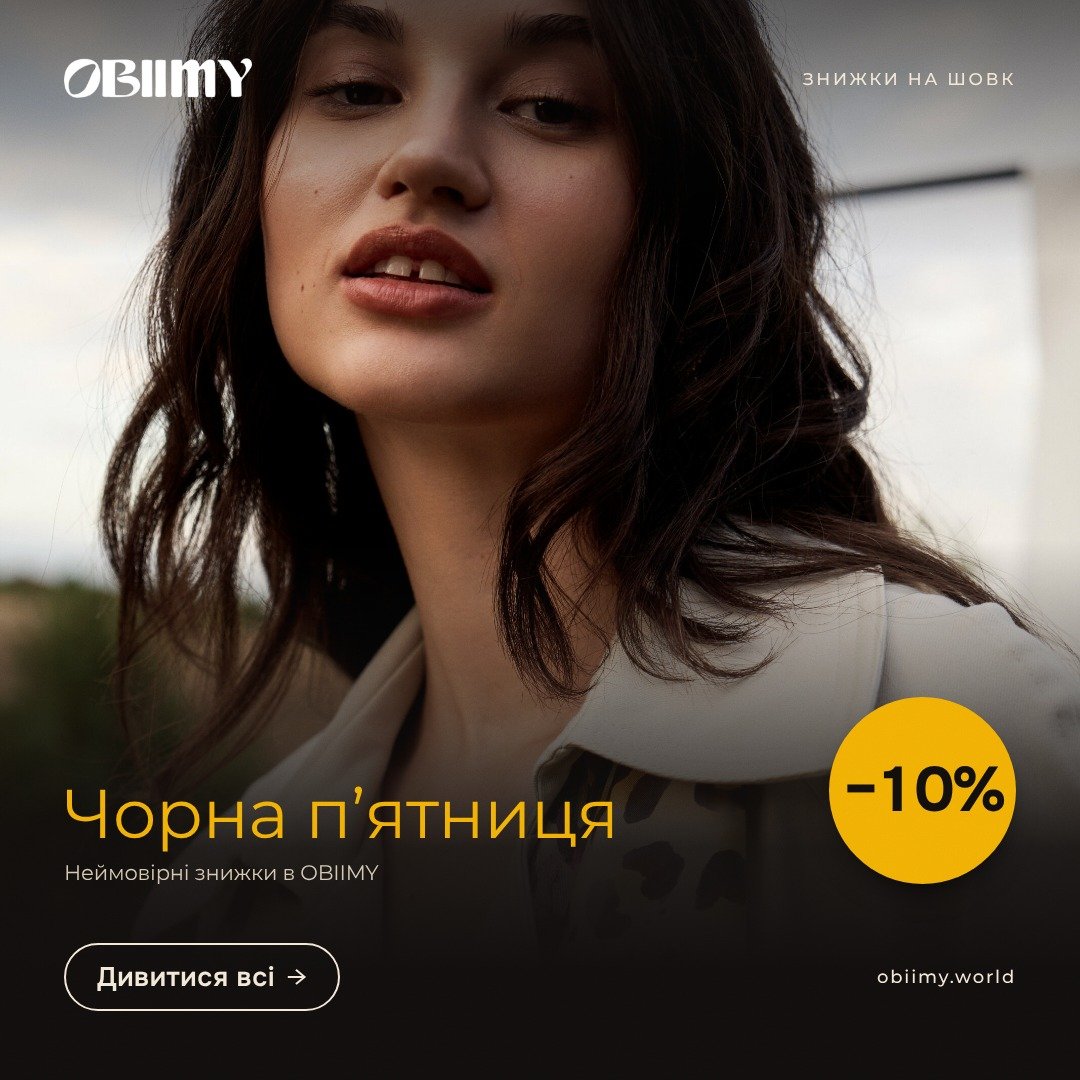 OBIIMY
ЗНИЖКИ НА ШОВК
Чорна п’ятниця
Неймовірні знижки в OBIIMY
-10%
Дивитися всі →
obiimy.world